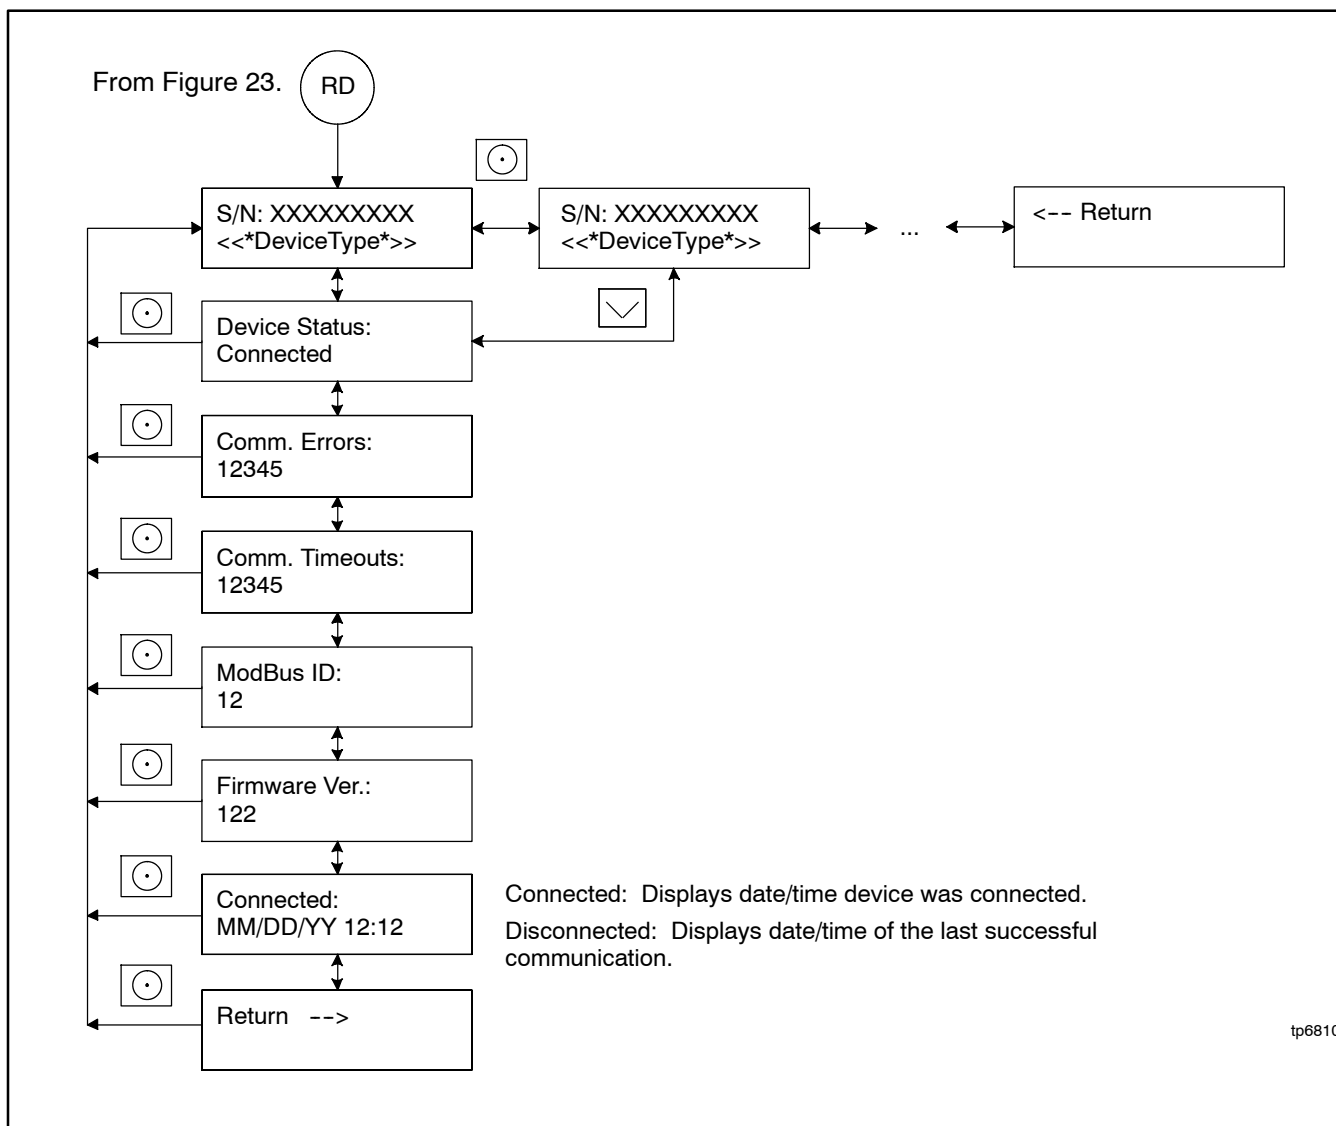 From Figure 23.
RD
S/N: XXXXXXXXX
<<*DeviceType*>>
S/N: XXXXXXXXX
<<*DeviceType*>>
...
<-- Return
Device Status:
Connected
Comm. Errors:
12345
Comm. Timeouts:
12345
ModBus ID:
12
Firmware Ver.:
122
Connected:
MM/DD/YY 12:12
Connected: Displays date/time device was connected.
Disconnected: Displays date/time of the last successful
communication.
Return -->
tp6810